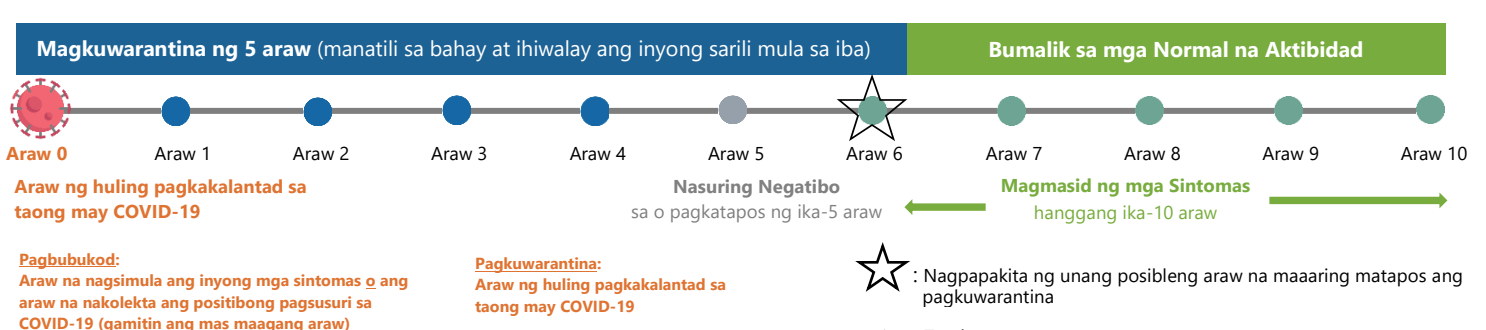 Magkuwarantina ng 5 araw (manatili sa bahay at ihiwalay ang inyong sarili mula sa iba)
Bumalik sa mga Normal na Aktibidad
Araw 0
Araw 1
Araw 2
Araw 3
Araw 4
Araw 5
Araw 6
Araw 7
Araw 8
Araw 9
Araw 10
Araw ng huling pagkakalantad sa
taong may COVID-19
Nasuring Negatibo
sa o pagkatapos ng ika-5 araw
Magmasid ng mga Sintomas
hanggang ika-10 araw
Pagbubukod:
Araw na nagsimula ang inyong mga sintomas o ang
araw na nakolekta ang positibong pagsusuri sa
COVID-19 (gamitin ang mas maagang araw)
Pagkuwarantina:
Araw ng huling pagkakalantad sa
taong may COVID-19
: Nagpapakita ng unang posibleng araw na maaaring matapos ang
pagkuwarantina